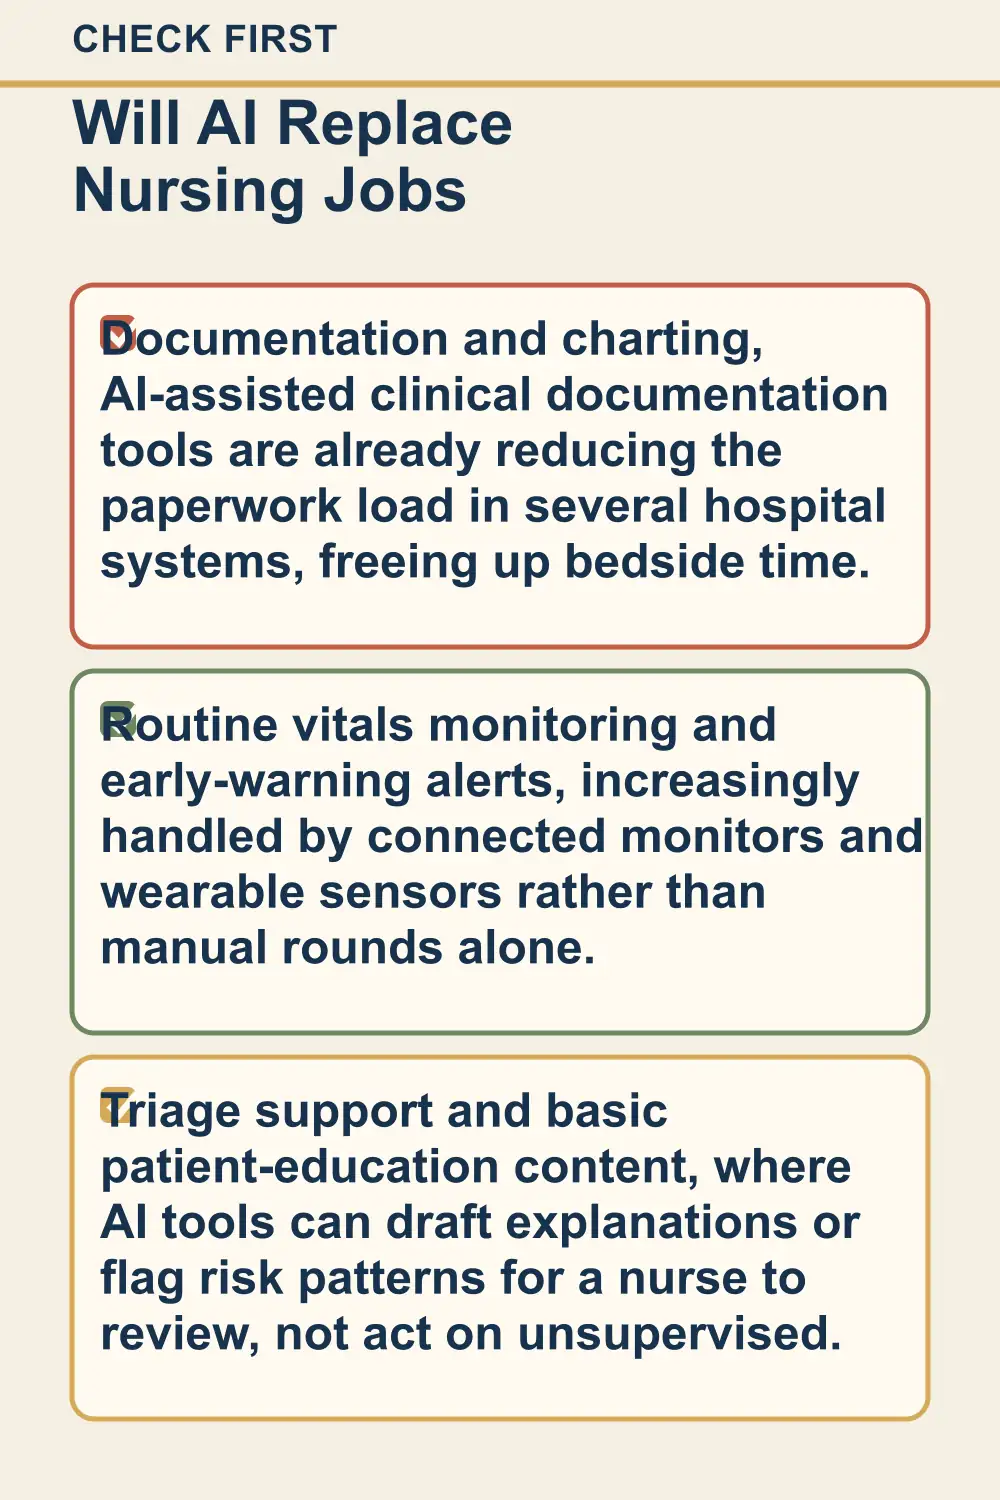 CHECK FIRST
Will AI Replace
Nursing Jobs
Documentation and charting,
AI-assisted clinical documentation
tools are already reducing the
paperwork load in several hospital
systems, freeing up bedside time.
Routine vitals monitoring and
early-warning alerts, increasingly
handled by connected monitors and
wearable sensors rather than
manual rounds alone.
Triage support and basic
patient-education content, where
AI tools can draft explanations or
flag risk patterns for a nurse to
review, not act on unsupervised.